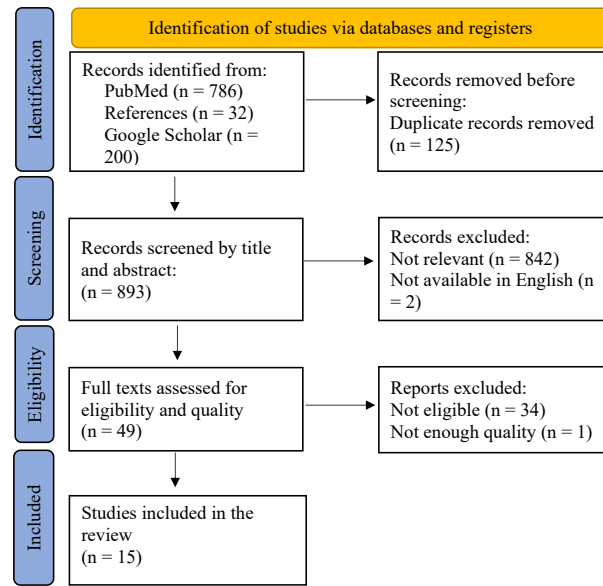 Identification of studies via databases and registers
Identification
Records identified from:
PubMed (n = 786)
References (n = 32)
Google Scholar (n =
200)
Records removed before
screening:
Duplicate records removed
(n = 125)
Screening
Records screened by title
and abstract:
(n = 893)
Records excluded:
Not relevant (n = 842)
Not available in English (n
= 2)
Eligibility
Full texts assessed for
eligibility and quality
(n = 49)
Reports excluded:
Not eligible (n = 34)
Not enough quality (n = 1)
Included
Studies included in the
review
(n = 15)